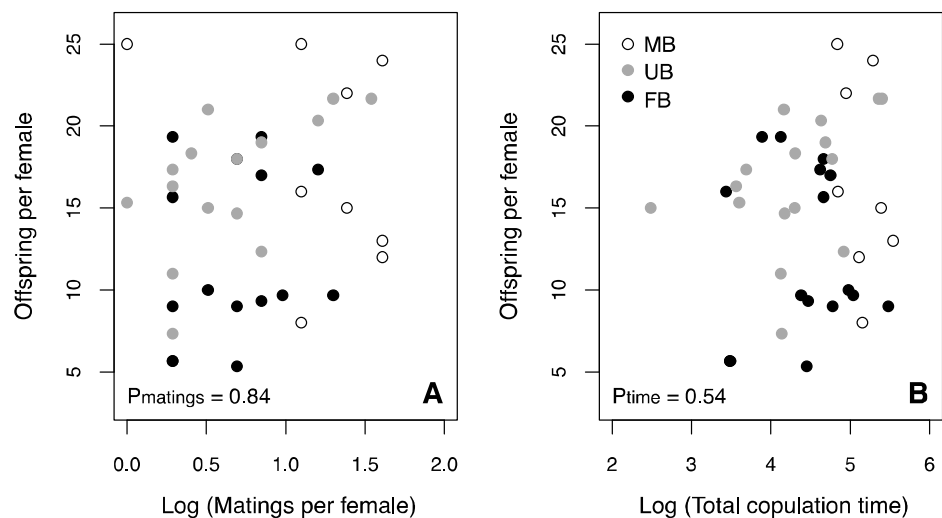 Offspring per female
25
20
15
10
5
Pmatings = 0.84
A
0.0 0.5 1.0 1.5 2.0
Log (Matings per female)
Offspring per female
25
20
15
10
5
MB
UB
FB
Ptime = 0.54
B
2 3 4 5 6
Log (Total copulation time)